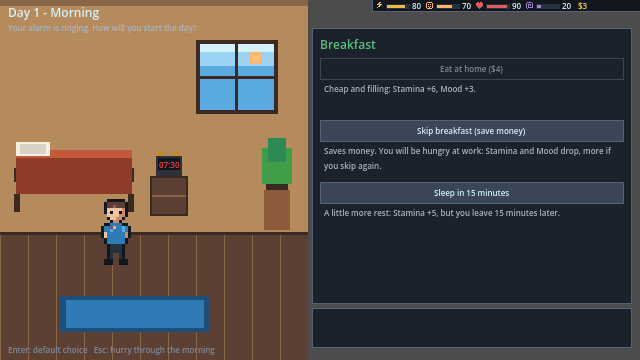 Day 1 - Morning
Your alarm is ringing. How will you start the day?
80 70 90 20 $3
07:30
Enter: default choice Esc: hurry through the morning
Breakfast
Eat at home ($4)
Cheap and filling: Stamina +6, Mood +3.
Skip breakfast (save money)
Saves money. You will be hungry at work: Stamina and Mood drop, more if
you skip again.
Sleep in 15 minutes
A little more rest: Stamina +5, but you leave 15 minutes later.